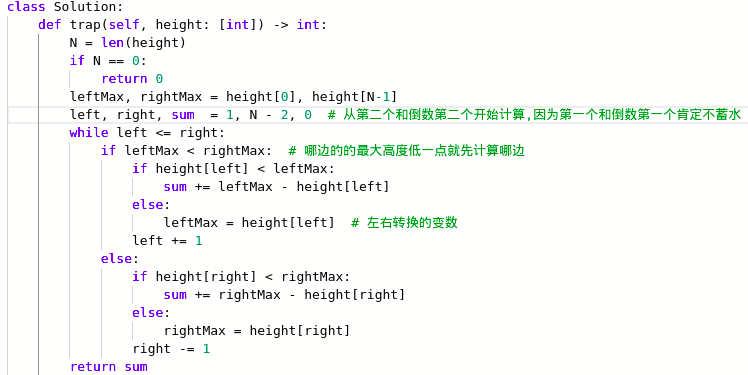 class Solution:
    def trap(self, height: [int]) -> int:
        N = len(height)
        if N == 0:
            return 0
        leftMax, rightMax = height[0], height[N-1]
        left, right, sum  = 1, N - 2, 0  # 从第二个和倒数第二个开始计算,因为第一个和倒数第一个肯定不蓄水
        while left <= right:
            if leftMax < rightMax:  # 哪边的的最大高度低一点就先计算哪边
                if height[left] < leftMax:
                    sum += leftMax - height[left]
                else:
                    leftMax = height[left]  # 左右转换的变数
                left += 1
            else:
                if height[right] < rightMax:
                    sum += rightMax - height[right]
                else:
                    rightMax = height[right]
                right -= 1
        return sum